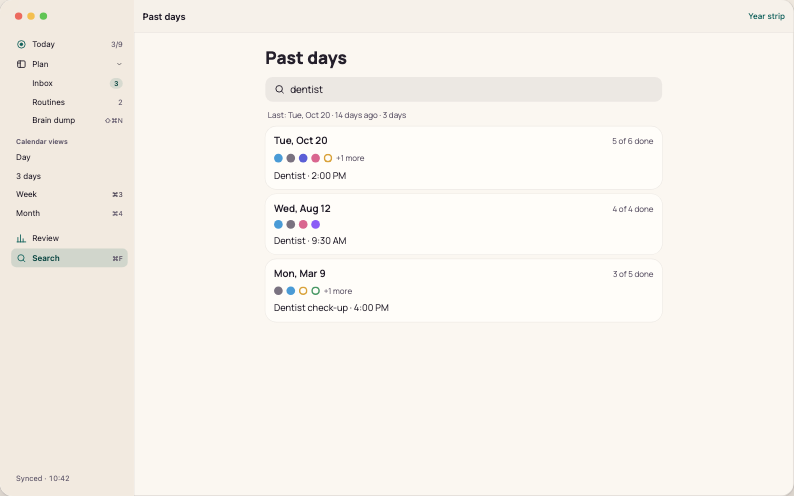 Past days
Year strip
Today 3/9
Plan
Inbox 3
Routines 2
Brain dump ⇧⌘N
Calendar views
Day
3 days
Week ⌘3
Month ⌘4
Review
Search ⌘F
Synced · 10:42
Past days
dentist
Last: Tue, Oct 20 · 14 days ago · 3 days
Tue, Oct 20 5 of 6 done
+1 more
Dentist · 2:00 PM
Wed, Aug 12 4 of 4 done
Dentist · 9:30 AM
Mon, Mar 9 3 of 5 done
+1 more
Dentist check-up · 4:00 PM